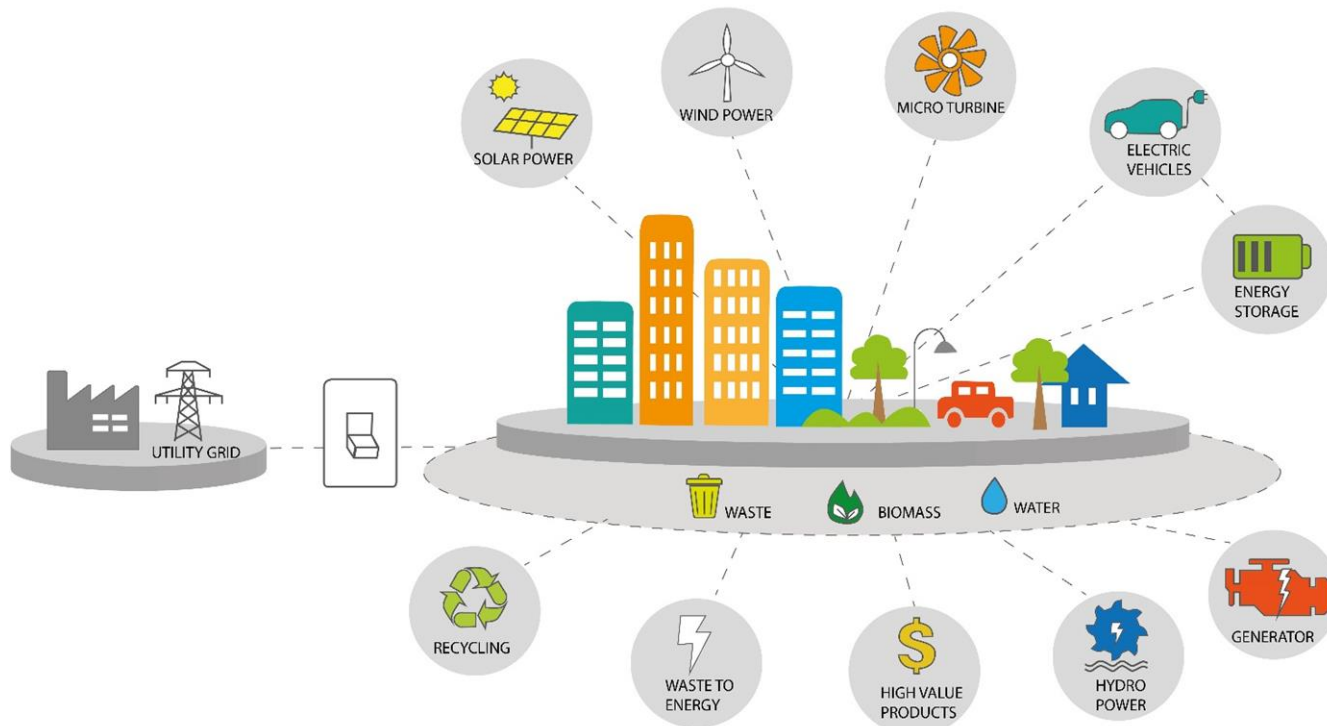 WIND POWER
MICRO TURBINE
SOLAR POWER
ELECTRIC
VEHICLES
ENERGY
STORAGE
UTILITY GRID
WASTE
BIOMASS
WATER
RECYCLING
WASTE TO
ENERGY
$
HIGH VALUE
PRODUCTS
HYDRO
POWER
GENERATOR